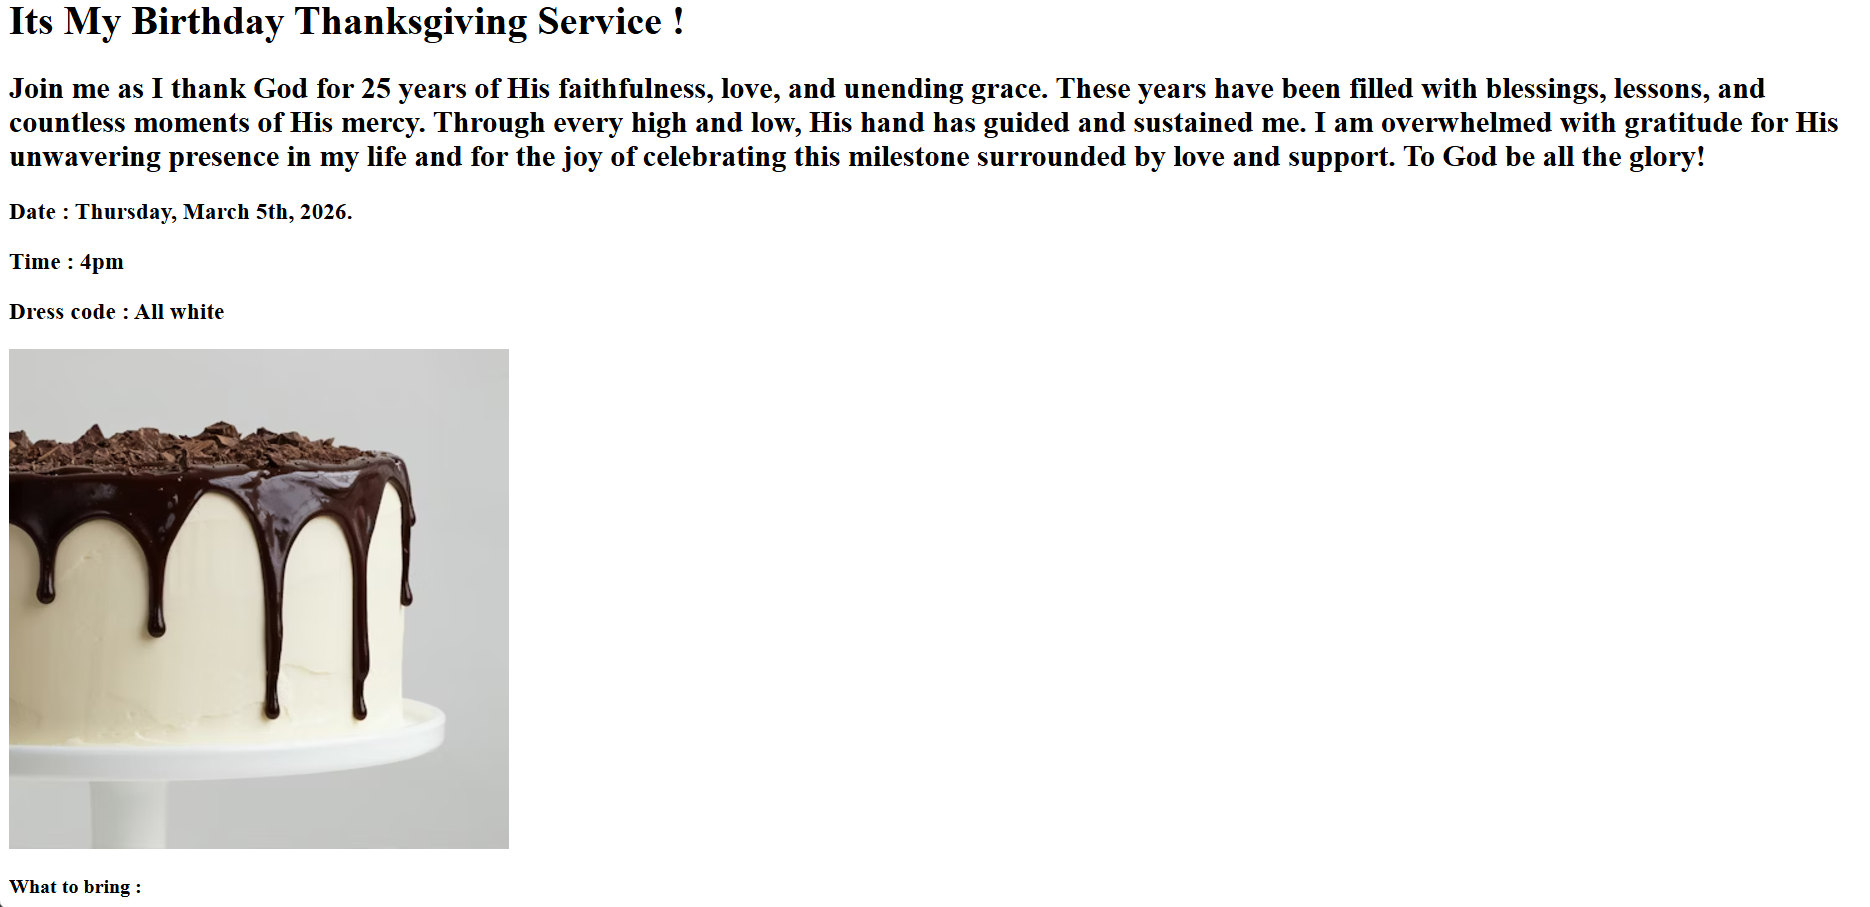 Its My Birthday Thanksgiving Service !
Join me as I thank God for 25 years of His faithfulness, love, and unending grace. These years have been filled with blessings, lessons, and
countless moments of His mercy. Through every high and low, His hand has guided and sustained me. I am overwhelmed with gratitude for His
unwavering presence in my life and for the joy of celebrating this milestone surrounded by love and support. To God be all the glory!
Date : Thursday, March 5th, 2026.
Time : 4pm
Dress code : All white
What to bring :